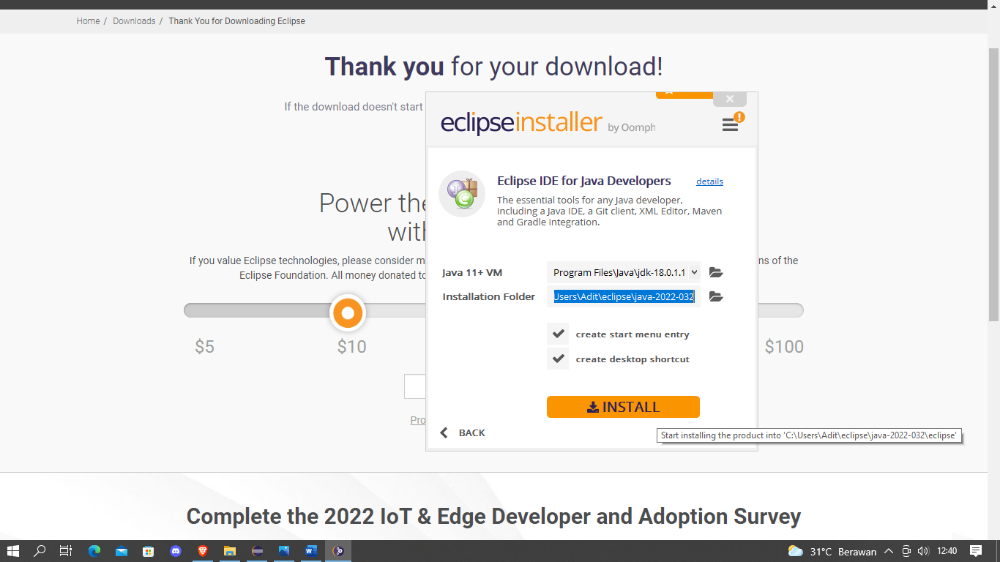 Home / Downloads / Thank You for Downloading Eclipse
Thank you for your download!
If the download doesn't start
eclipseinstaller by Oomph
Eclipse IDE for Java Developers details
The essential tools for any Java developer,
including a Java IDE, a Git client, XML Editor, Maven
and Gradle integration.
Power the
with
If you value Eclipse technologies, please consider m
ns of the
Eclipse Foundation. All money donated to
Java 11+ VM Program Files\Java\jdk-18.0.1.1
Installation Folder Users\Adit\eclipse\java-2022-032
create start menu entry
create desktop shortcut
$5 $10 $100
INSTALL
Pro
BACK
Start installing the product into 'C:\Users\Adit\eclipse\java-2022-032\eclipse'
Complete the 2022 IoT & Edge Developer and Adoption Survey
31°C Berawan 12:40